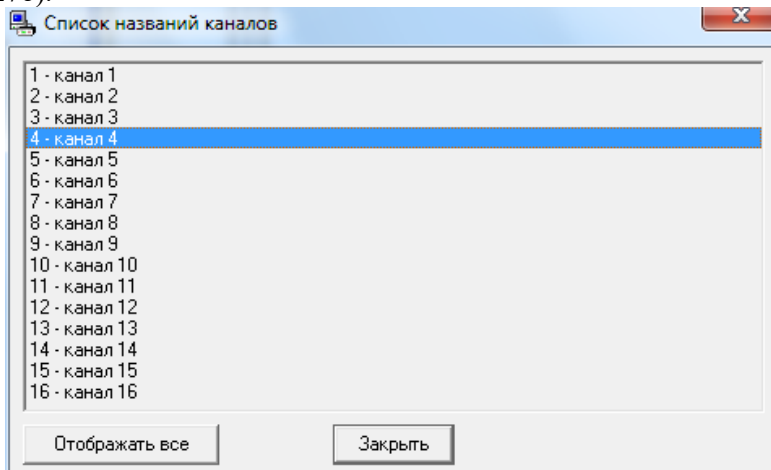 Список названий каналов
1 - канал 1
2 - канал 2
3 - канал 3
4 - канал 4
5 - канал 5
6 - канал 6
7 - канал 7
8 - канал 8
9 - канал 9
10 - канал 10
11 - канал 11
12 - канал 12
13 - канал 13
14 - канал 14
15 - канал 15
16 - канал 16
Отображать все Закрыть